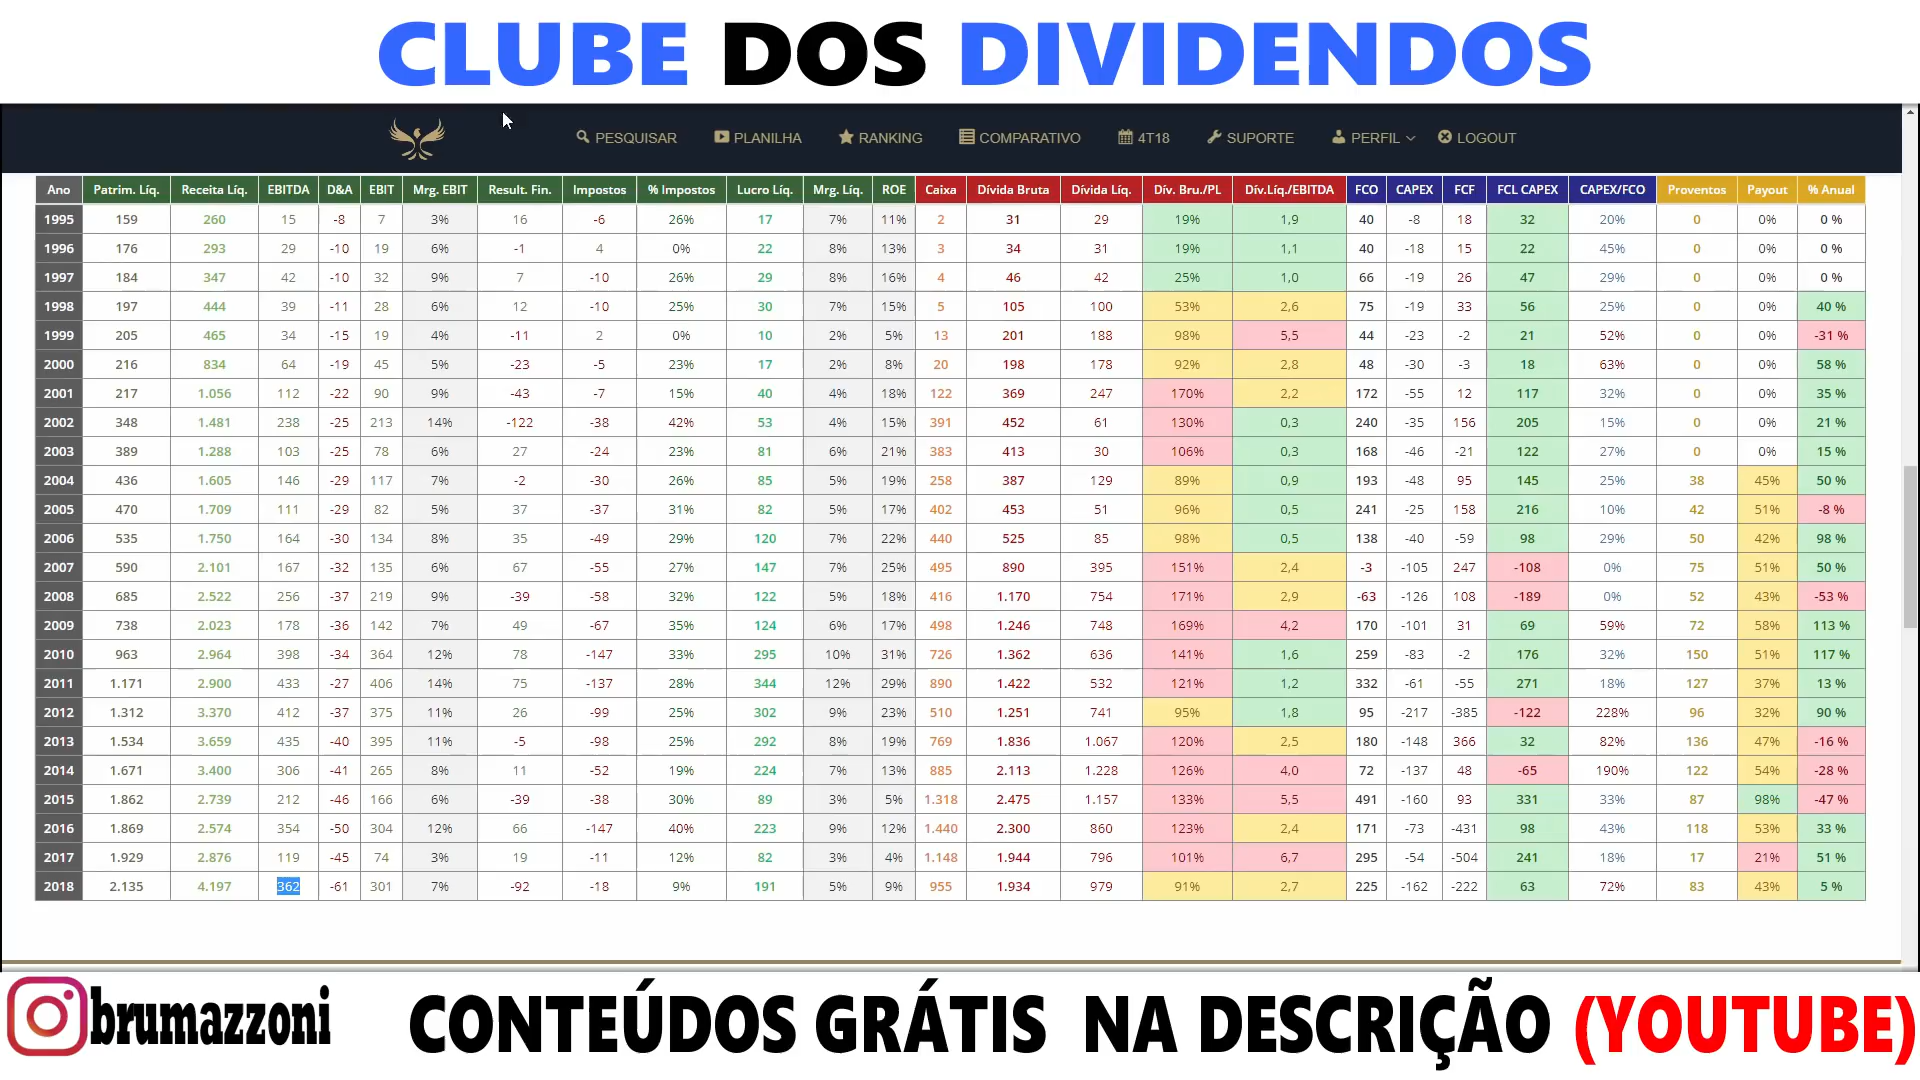 CLUBE DOS DIVIDENDOS
PESQUISAR PLANILHA RANKING COMPARATIVO 4T18 SUPORTE PERFIL LOGOUT
Ano Patrim. Líq. Receita Líq. EBITDA D&A EBIT Mrg. EBIT Result. Fin. Impostos % Impostos Lucro Líq. Mrg. Líq. ROE Caixa Dívida Bruta Dívida Líq. Dív. Bru./PL Dív.Líq./EBITDA FCO CAPEX FCF FCL CAPEX CAPEX/FCO Proventos Payout % Anual
1995 159 260 15 -8 7 3% 16 -6 26% 17 7% 11% 2 31 29 19% 1,9 40 -8 18 32 20% 0 0% 0 %
1996 176 293 29 -10 19 6% -1 4 0% 22 8% 13% 3 34 31 19% 1,1 40 -18 15 22 45% 0 0% 0 %
1997 184 347 42 -10 32 9% 7 -10 26% 29 8% 16% 4 46 42 25% 1,0 66 -19 26 47 29% 0 0% 0 %
1998 197 444 39 -11 28 6% 12 -10 25% 30 7% 15% 5 105 100 53% 2,6 75 -19 33 56 25% 0 0% 40 %
1999 205 465 34 -15 19 4% -11 2 0% 10 2% 5% 13 201 188 98% 5,5 44 -23 -2 21 52% 0 0% -31 %
2000 216 834 64 -19 45 5% -23 -5 23% 17 2% 8% 20 198 178 92% 2,8 48 -30 -3 18 63% 0 0% 58 %
2001 217 1.056 112 -22 90 9% -43 -7 15% 40 4% 18% 122 369 247 170% 2,2 172 -55 12 117 32% 0 0% 35 %
2002 348 1.481 238 -25 213 14% -122 -38 42% 53 4% 15% 391 452 61 130% 0,3 240 -35 156 205 15% 0 0% 21 %
2003 389 1.288 103 -25 78 6% 27 -24 23% 81 6% 21% 383 413 30 106% 0,3 168 -46 -21 122 27% 0 0% 15 %
2004 436 1.605 146 -29 117 7% -2 -30 26% 85 5% 19% 258 387 129 89% 0,9 193 -48 95 145 25% 38 45% 50 %
2005 470 1.709 111 -29 82 5% 37 -37 31% 82 5% 17% 402 453 51 96% 0,5 241 -25 158 216 10% 42 51% -8 %
2006 535 1.750 164 -30 134 8% 35 -49 29% 120 7% 22% 440 525 85 98% 0,5 138 -40 -59 98 29% 50 42% 98 %
2007 590 2.101 167 -32 135 6% 67 -55 27% 147 7% 25% 495 890 395 151% 2,4 -3 -105 247 -108 0% 75 51% 50 %
2008 685 2.522 256 -37 219 9% -39 -58 32% 122 5% 18% 416 1.170 754 171% 2,9 -63 -126 108 -189 0% 52 43% -53 %
2009 738 2.023 178 -36 142 7% 49 -67 35% 124 6% 17% 498 1.246 748 169% 4,2 170 -101 31 69 59% 72 58% 113 %
2010 963 2.964 398 -34 364 12% 78 -147 33% 295 10% 31% 726 1.362 636 141% 1,6 259 -83 -2 176 32% 150 51% 117 %
2011 1.171 2.900 433 -27 406 14% 75 -137 28% 344 12% 29% 890 1.422 532 121% 1,2 332 -61 -55 271 18% 127 37% 13 %
2012 1.312 3.370 412 -37 375 11% 26 -99 25% 302 9% 23% 510 1.251 741 95% 1,8 95 -217 -385 -122 228% 96 32% 90 %
2013 1.534 3.659 435 -40 395 11% -5 -98 25% 292 8% 19% 769 1.836 1.067 120% 2,5 180 -148 366 32 82% 136 47% -16 %
2014 1.671 3.400 306 -41 265 8% 11 -52 19% 224 7% 13% 885 2.113 1.228 126% 4,0 72 -137 48 -65 190% 122 54% -28 %
2015 1.862 2.739 212 -46 166 6% -39 -38 30% 89 3% 5% 1.318 2.475 1.157 133% 5,5 491 -160 93 331 33% 87 98% -47 %
2016 1.869 2.574 354 -50 304 12% 66 -147 40% 223 9% 12% 1.440 2.300 860 123% 2,4 171 -73 -431 98 43% 118 53% 33 %
2017 1.929 2.876 119 -45 74 3% 19 -11 12% 82 3% 4% 1.148 1.944 796 101% 6,7 295 -54 -504 241 18% 17 21% 51 %
2018 2.135 4.197 362 -61 301 7% -92 -18 9% 191 5% 9% 955 1.934 979 91% 2,7 225 -162 -222 63 72% 83 43% 5 %
brumazzoni CONTEÚDOS GRÁTIS NA DESCRIÇÃO (YOUTUBE)